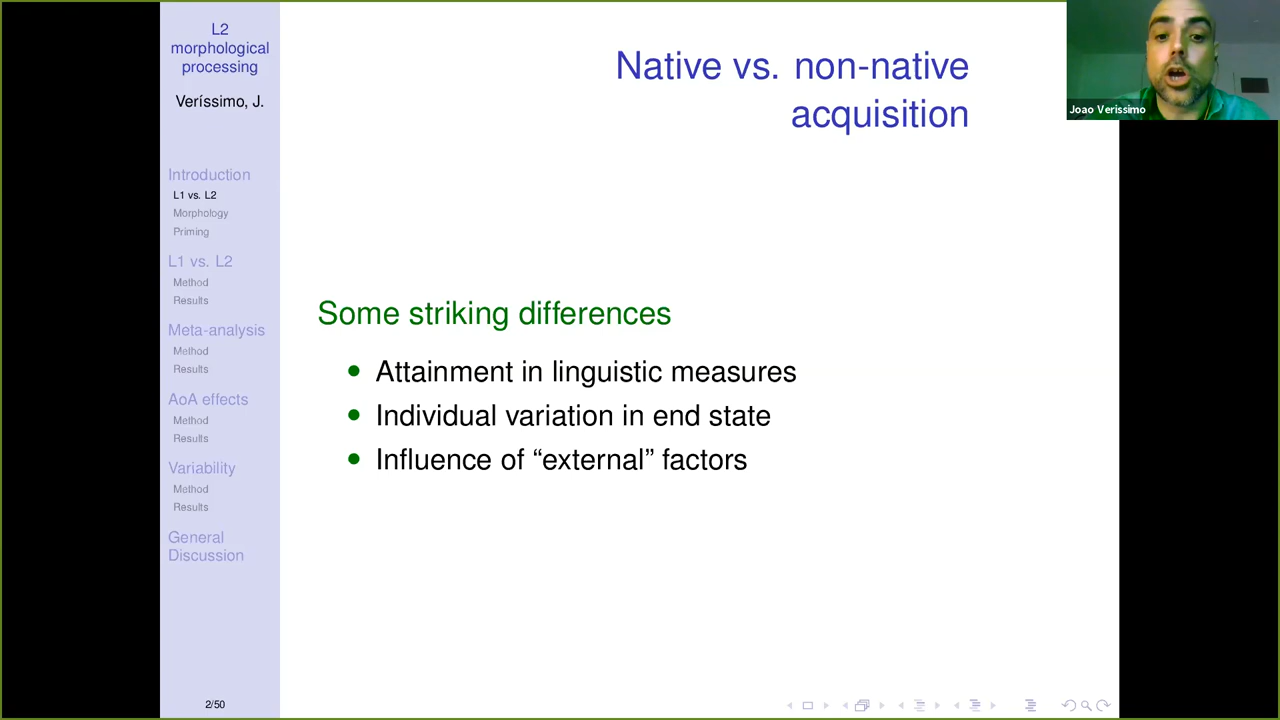 L2
morphological
processing
Veríssimo, J.
Introduction
L1 vs. L2
Morphology
Priming
L1 vs. L2
Method
Results
Meta-analysis
Method
Results
AoA effects
Method
Results
Variability
Method
Results
General
Discussion
2/50
Native vs. non-native
acquisition
Some striking differences
• Attainment in linguistic measures
• Individual variation in end state
• Influence of “external” factors
Joao Verissimo